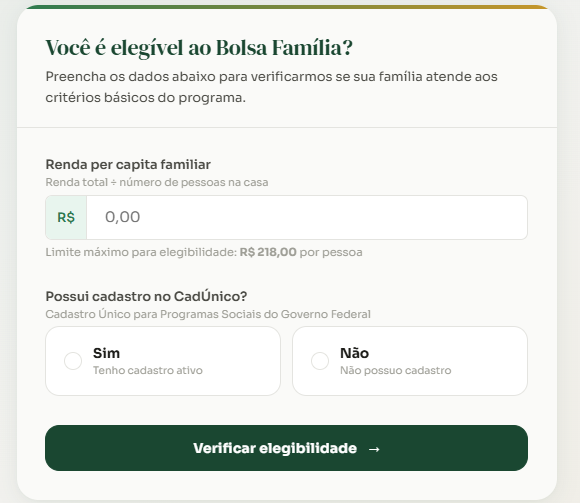 Você é elegível ao Bolsa Família?
Preencha os dados abaixo para verificarmos se sua família atende aos
critérios básicos do programa.
Renda per capita familiar
Renda total ÷ número de pessoas na casa
R$ 0,00
Limite máximo para elegibilidade: R$ 218,00 por pessoa
Possui cadastro no CadÚnico?
Cadastro Único para Programas Sociais do Governo Federal
Sim
Tenho cadastro ativo
Não
Não possuo cadastro
Verificar elegibilidade →